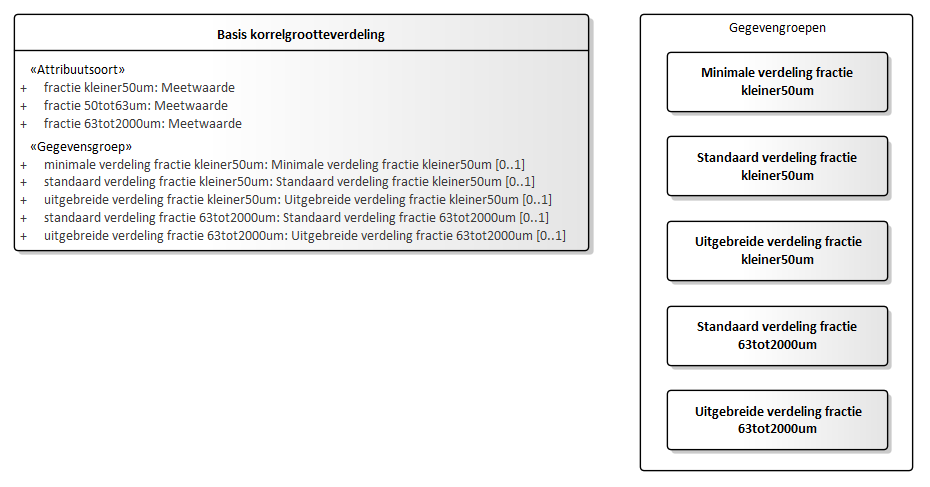 Basis korrelgrootteverdeling
«Attribuutsoort»
+ fractie kleiner50um: Meetwaarde
+ fractie 50tot63um: Meetwaarde
+ fractie 63tot2000um: Meetwaarde
«Gegevensgroep»
+ minimale verdeling fractie kleiner50um: Minimale verdeling fractie kleiner50um [0..1]
+ standaard verdeling fractie kleiner50um: Standaard verdeling fractie kleiner50um [0..1]
+ uitgebreide verdeling fractie kleiner50um: Uitgebreide verdeling fractie kleiner50um [0..1]
+ standaard verdeling fractie 63tot2000um: Standaard verdeling fractie 63tot2000um [0..1]
+ uitgebreide verdeling fractie 63tot2000um: Uitgebreide verdeling fractie 63tot2000um [0..1]
Gegevengroepen
Minimale verdeling fractie
kleiner50um
Standaard verdeling fractie
kleiner50um
Uitgebreide verdeling fractie
kleiner50um
Standaard verdeling fractie
63tot2000um
Uitgebreide verdeling fractie
63tot2000um